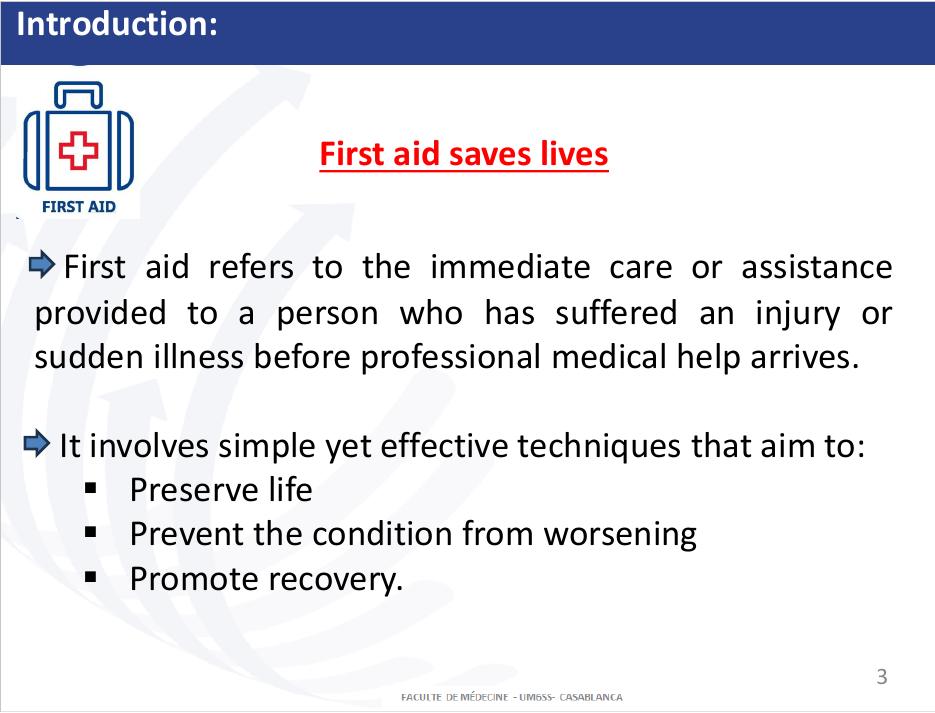 Introduction:
FIRST AID
First aid saves lives
First aid refers to the immediate care or assistance
provided to a person who has suffered an injury or
sudden illness before professional medical help arrives.
It involves simple yet effective techniques that aim to:
▪ Preserve life
▪ Prevent the condition from worsening
▪ Promote recovery.
3
FACULTE DE MÉDECINE - UM6SS- CASABLANCA